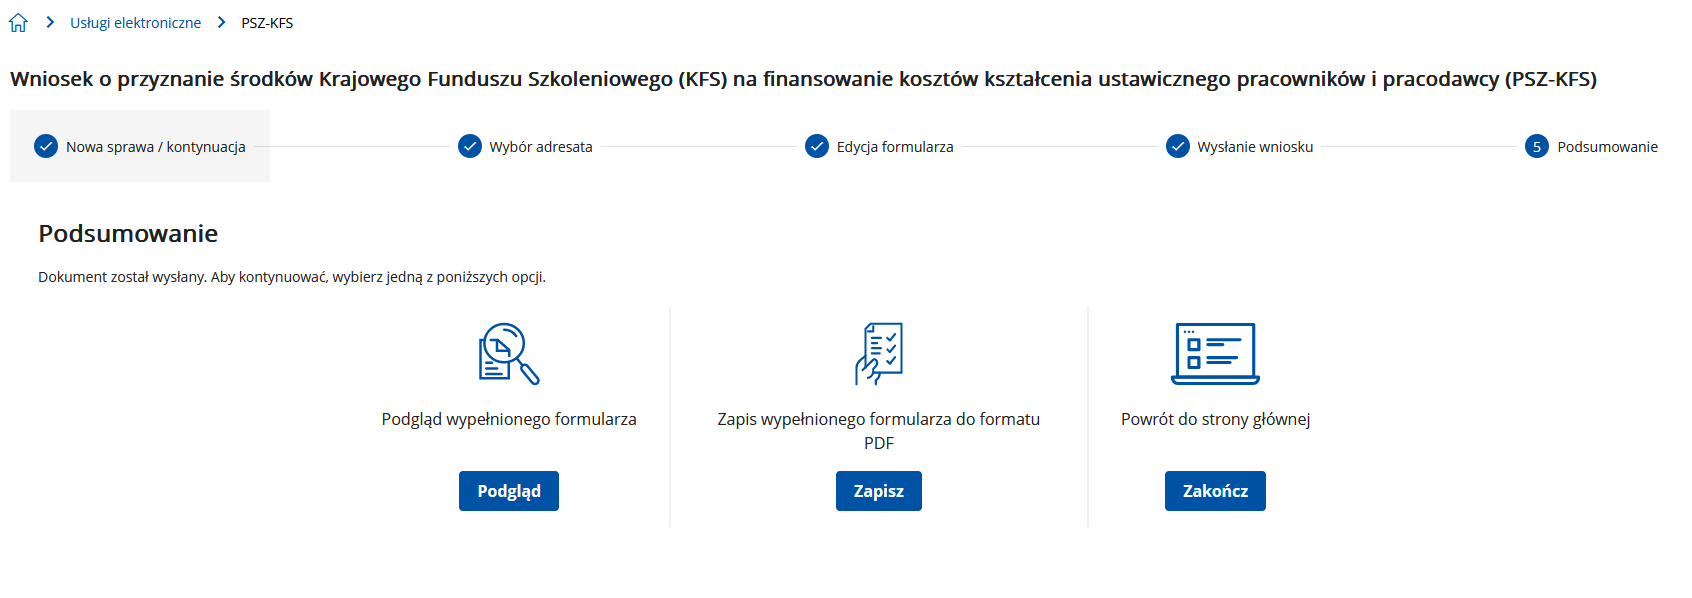 Usługi elektroniczne PSZ-KFS
Wniosek o przyznanie środków Krajowego Funduszu Szkoleniowego (KFS) na finansowanie kosztów kształcenia ustawicznego pracowników i pracodawcy (PSZ-KFS)
Nowa sprawa / kontynuacja Wybór adresata Edycja formularza Wysłanie wniosku 5 Podsumowanie
Podsumowanie
Dokument został wysłany. Aby kontynuować, wybierz jedną z poniższych opcji.
Podgląd wypełnionego formularza
Podgląd
Zapis wypełnionego formularza do formatu
PDF
Zapisz
Powrót do strony głównej
Zakończ